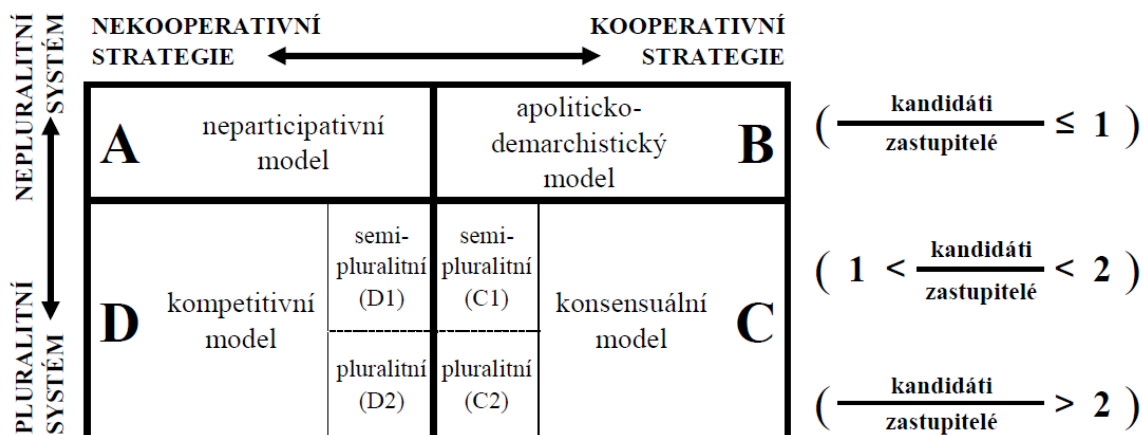 NEPLURALITNÍ
SYSTÉM
PLURALITNÍ
SYSTÉM
NEKOOPERATIVNÍ
STRATEGIE
KOOPERATIVNÍ
STRATEGIE
A
neparticipativní
model
apoliticko-
demarchistický
model
B
D
kompetitivní
model
semi-
pluralitní
(D1)
pluralitní
(D2)
semi-
pluralitní
(C1)
pluralitní
(C2)
konsensuální
model
C
( kandidáti
zastupitelé ≤ 1 )
( 1 < kandidáti
zastupitelé < 2 )
( kandidáti
zastupitelé > 2 )